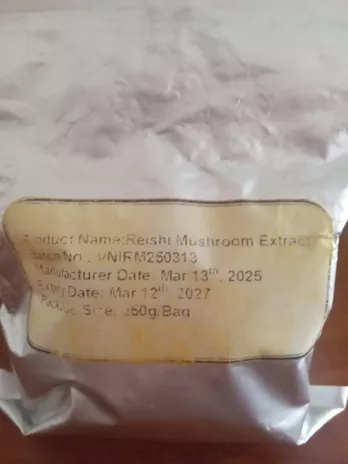 Product Name:Reishi Mushroom Extract
Batch No.: VNIRM250313
Manufacturer Date: Mar 13th, 2025
Expiry Date: Mar 12th, 2027
Package Size: 250g/Bag